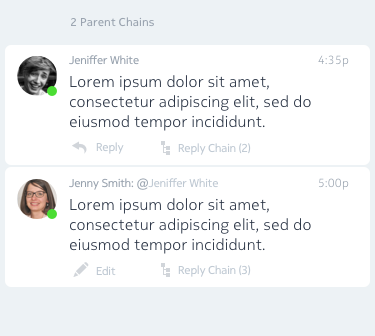 2 Parent Chains
Jeniffer White
4:35p
Lorem ipsum dolor sit amet,
consectetur adipiscing elit, sed do
eiusmod tempor incididunt.
Reply
Reply Chain (2)
Jenny Smith: @Jeniffer White
5:00p
Lorem ipsum dolor sit amet,
consectetur adipiscing elit, sed do
eiusmod tempor incididunt.
Edit
Reply Chain (3)